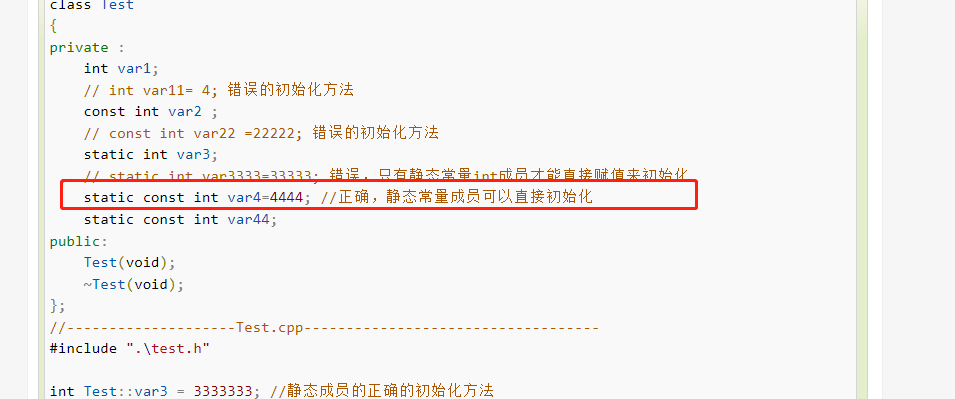 class Test
{
private :
int var1;
// int var11= 4; 错误的初始化方法
const int var2 ;
// const int var22 =22222; 错误的初始化方法
static int var3;
// static int var3333=33333; 错误，只有静态常量int成员才能直接赋值来初始化
static const int var4=4444; //正确，静态常量成员可以直接初始化
static const int var44;
public:
Test(void);
~Test(void);
};
//--------------------Test.cpp-----------------------------------
#include ".\test.h"
int Test::var3 = 3333333; //静态成员的正确的初始化方法